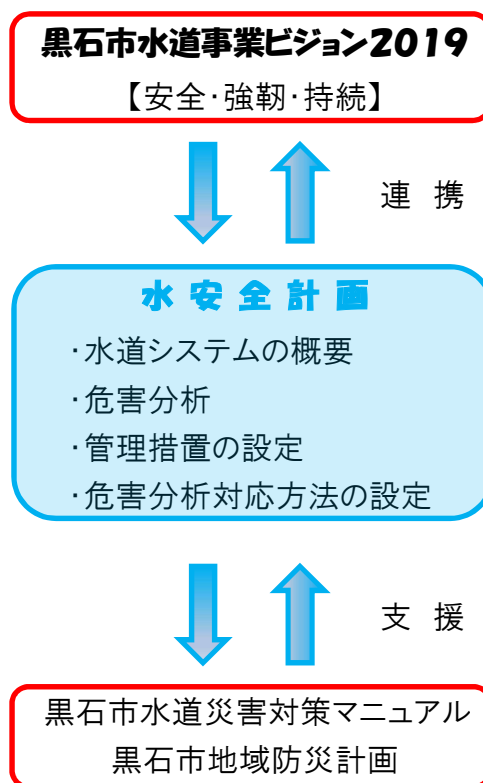 黒石市水道事業ビジョン2019
【安全・強靭・持続】
連 携
水安全計画
・水道システムの概要
・危害分析
・管理措置の設定
・危害分析対応方法の設定
支 援
黒石市水道災害対策マニュアル
黒石市地域防災計画